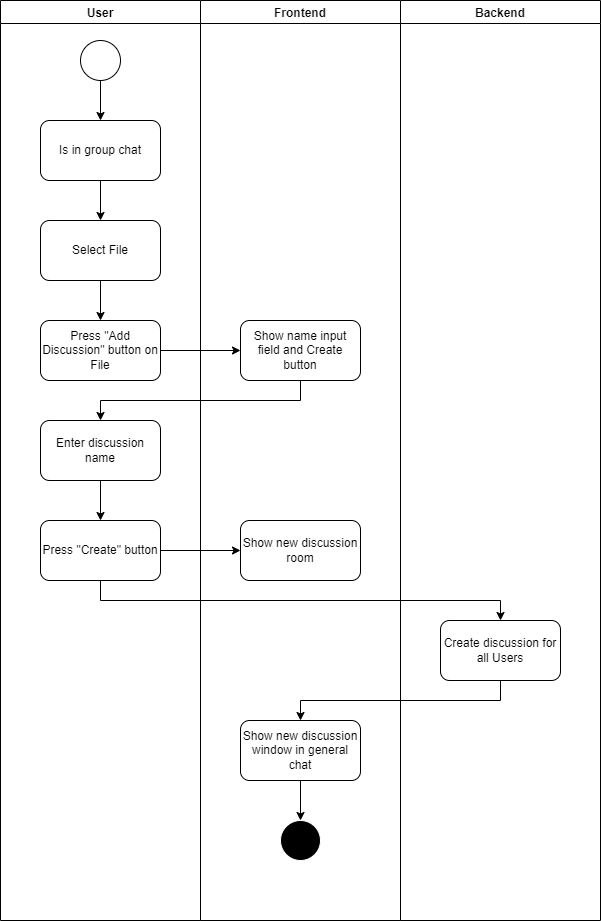 User
Frontend
Backend
Is in group chat
Select File
Press "Add
Discussion" button on
File
Show name input
field and Create
button
Enter discussion
name
Press "Create" button
Show new discussion
room
Create discussion for
all Users
Show new discussion
window in general
chat